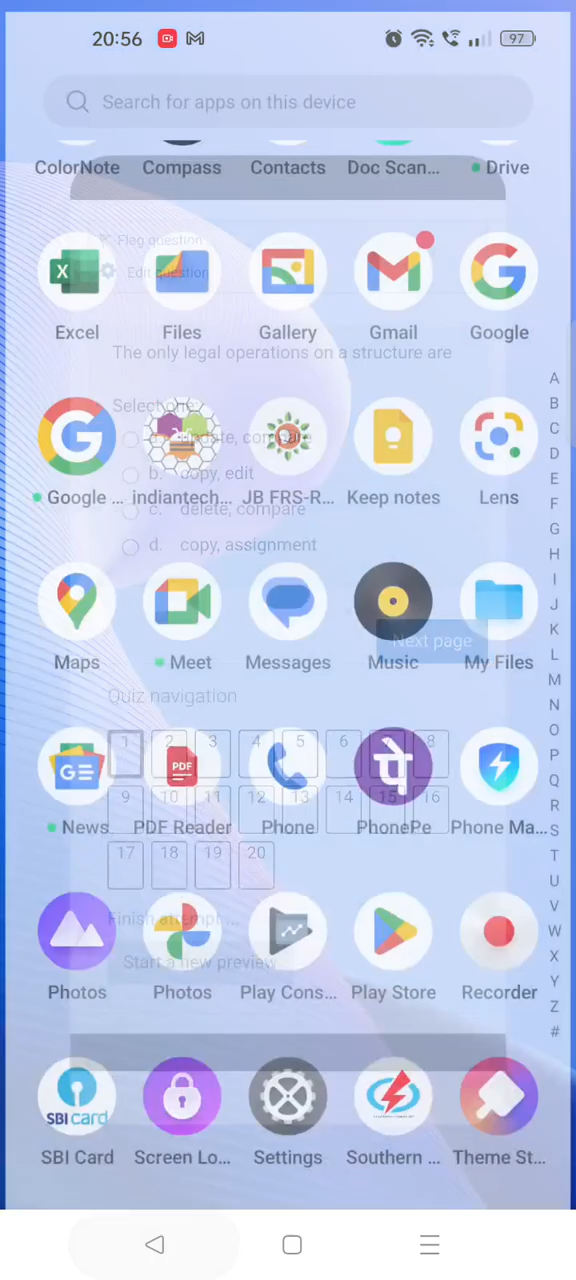 20:56
97
Search for apps on this device
ColorNote Compass Contacts Doc Scan... Drive
Flag question
Edit question
Excel Files Gallery Gmail Google
The only legal operations on a structure are
Select one:
b. copy, edit
Google ... indiantech... JB FRS-R... Keep notes Lens
c. delete, compare
d. copy, assignment
Next page
Maps Meet Messages Music My Files
Quiz navigation
1 2 3 4 5 6 8
PDF
9 10 11 12 13 14 15 16
News PDF Reader Phone PhonePe Phone Ma...
17 18 19 20
Finish attempt ...
Start a new preview
Photos Photos Play Cons... Play Store Recorder
SBI card
SBI Card Screen Lo... Settings Southern ... Theme St...
A
B
C
D
E
F
G
H
I
J
K
L
M
N
O
P
Q
R
S
T
U
V
W
X
Y
Z
#